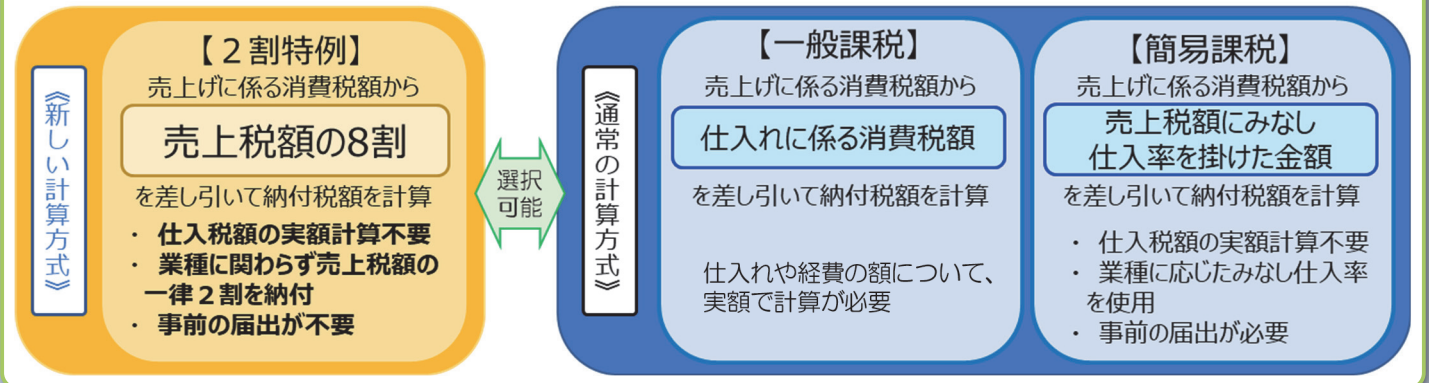 《新しい計算方式》
【２割特例】
売上げに係る消費税額から
売上税額の8割
を差し引いて納付税額を計算
・ 仕入税額の実額計算不要
・ 業種に関わらず売上税額の
一律２割を納付
・ 事前の届出が不要
選択
可能
《通常の計算方式》
【一般課税】
売上げに係る消費税額から
仕入れに係る消費税額
を差し引いて納付税額を計算
仕入れや経費の額について、
実額で計算が必要
【簡易課税】
売上げに係る消費税額から
売上税額にみなし
仕入率を掛けた金額
を差し引いて納付税額を計算
・ 仕入税額の実額計算不要
・ 業種に応じたみなし仕入率
を使用
・ 事前の届出が必要